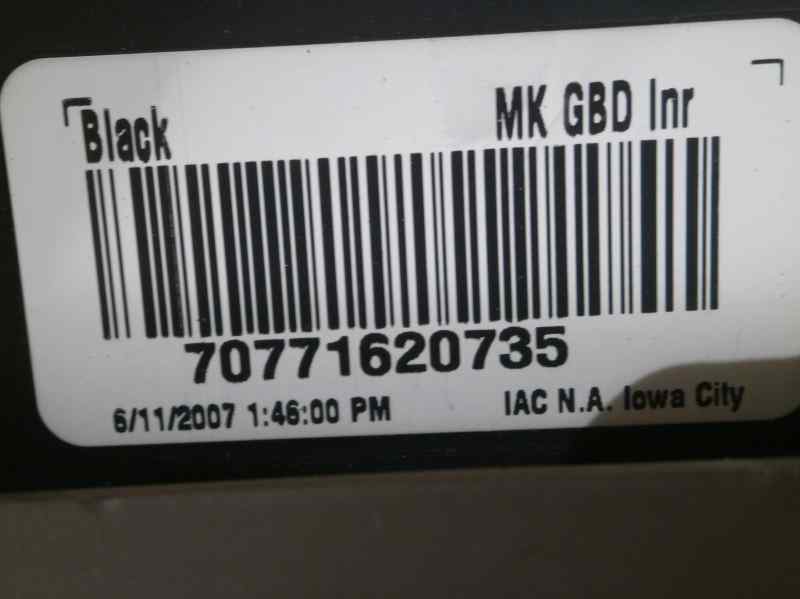 Black MK GBD Inr
70771620735
6/11/2007 1:46:00 PM IAC N.A. Iowa City